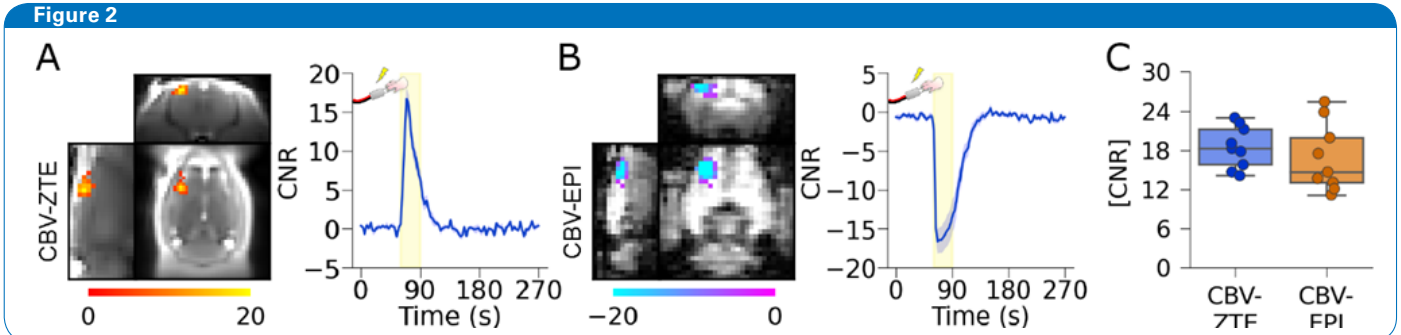 Figure 2
A
CBV-ZTE
0 20
CNR
20
15
10
5
0
−5
0 90 180 270
Time (s)
B
CBV-EPI
−20 0
CNR
5
0
−5
−10
−15
−20
0 90 180 270
Time (s)
C
[CNR]
30
24
18
12
6
0
CBV- CBV-
ZTE EPI